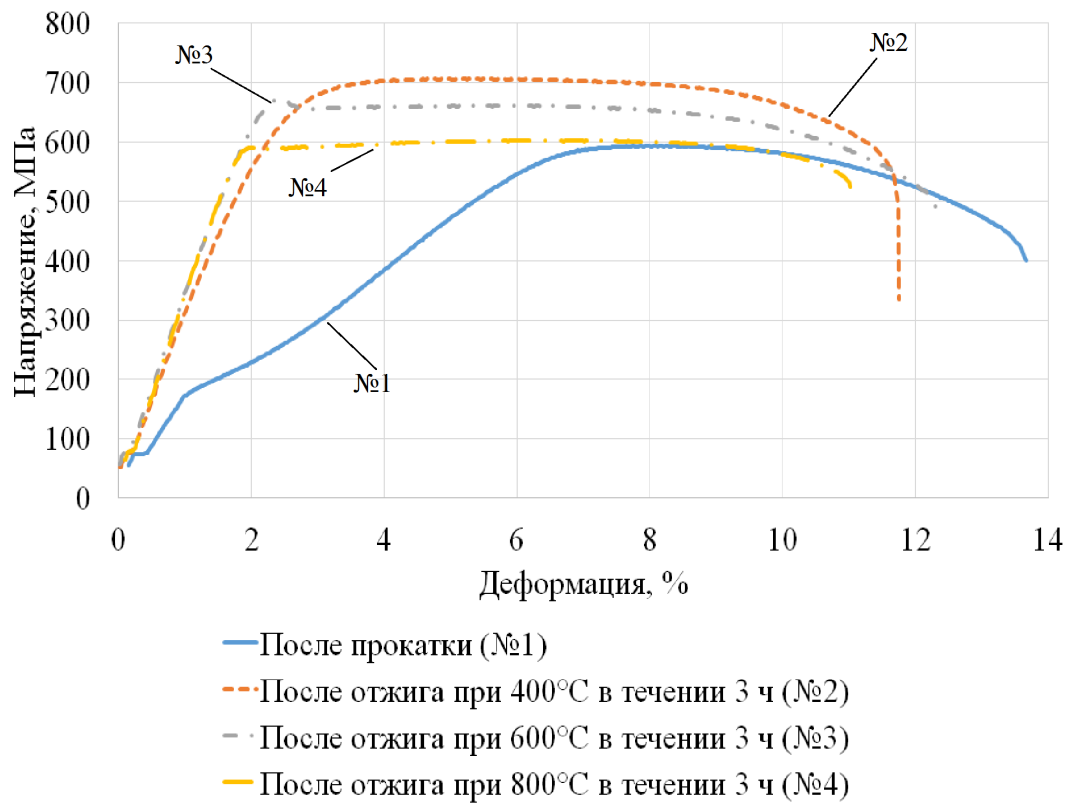 800
700
600
500
400
300
200
100
0
Напряжение, МПа
№3
№2
№4
№1
0 2 4 6 8 10 12 14
Деформация, %
После прокатки (№1)
После отжига при 400°С в течении 3 ч (№2)
После отжига при 600°С в течении 3 ч (№3)
После отжига при 800°С в течении 3 ч (№4)